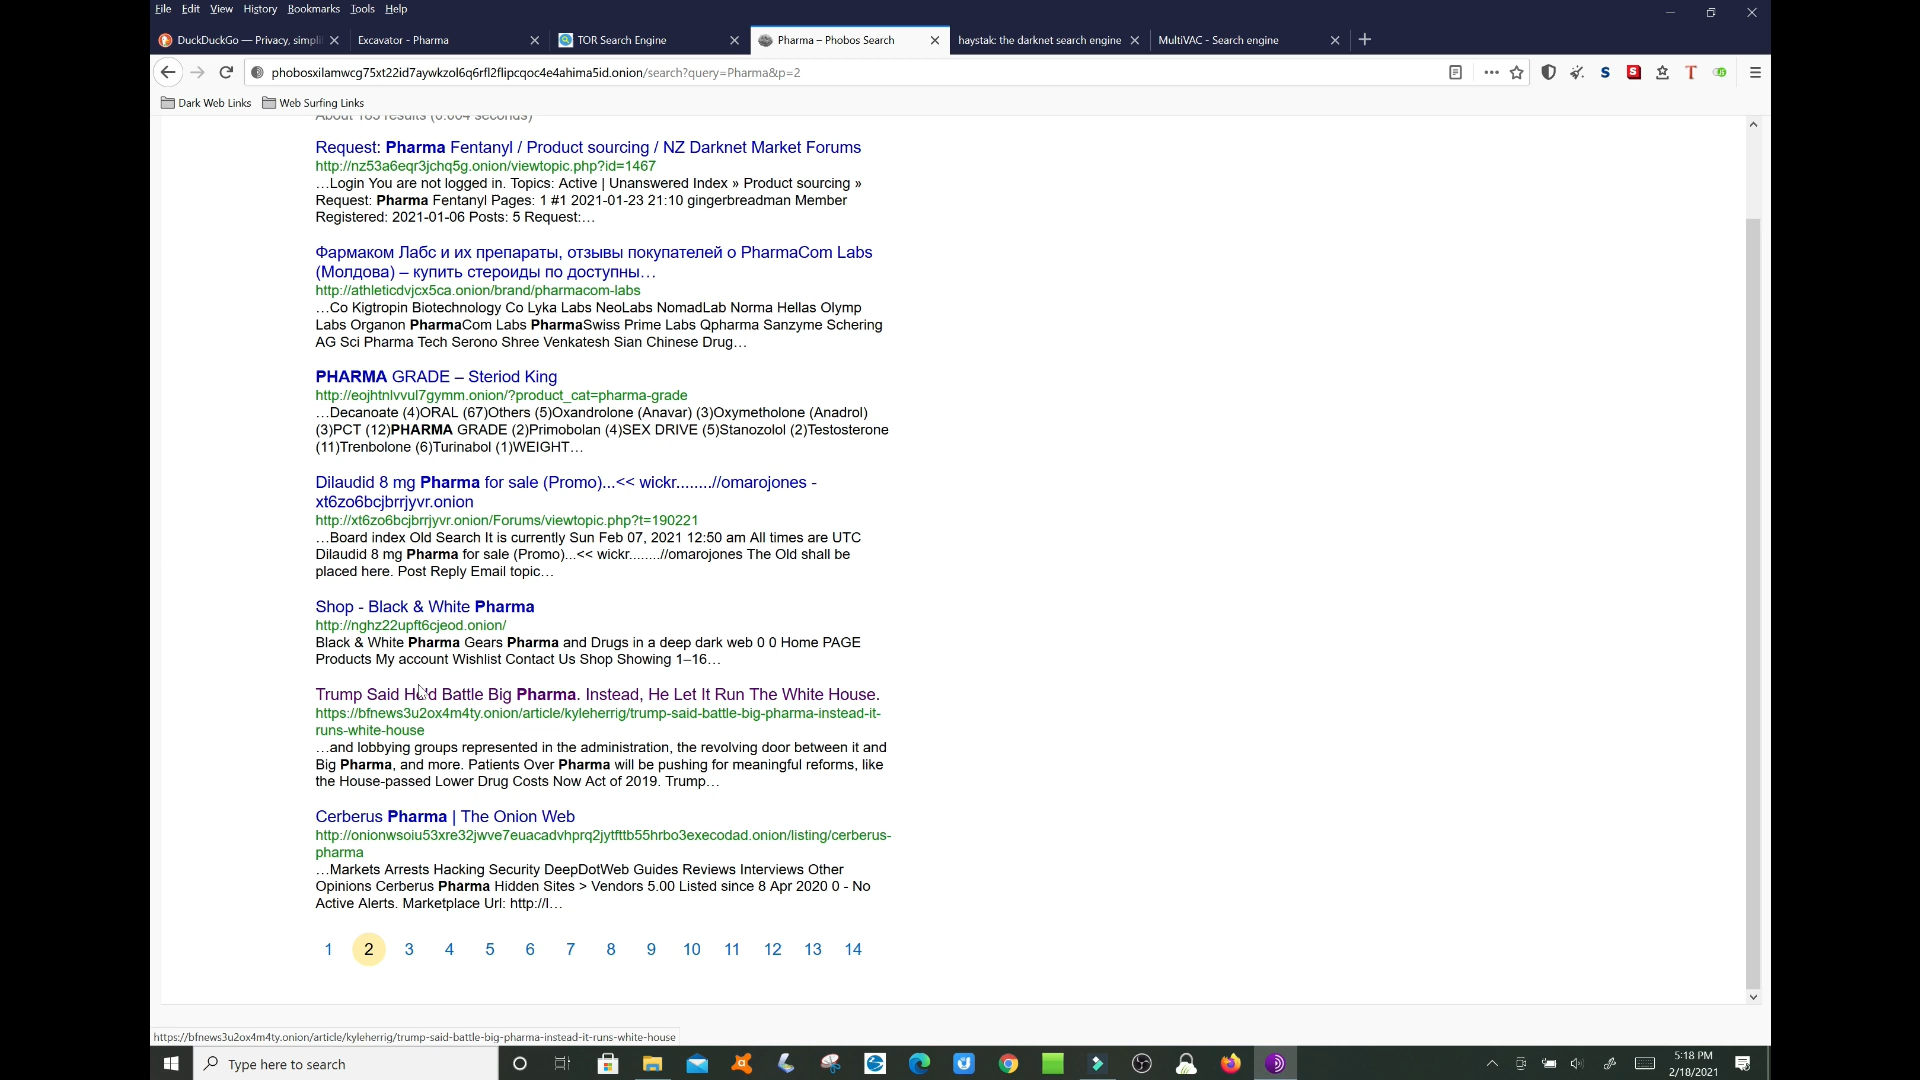 File Edit View History Bookmarks Tools Help
DuckDuckGo — Privacy, simpli
Excavator - Pharma
TOR Search Engine
Pharma – Phobos Search
haystak: the darknet search engine
MultiVAC - Search engine
phobosxilamwcg75xt22id7aywkzol6q6rfl2flipcqoc4e4ahima5id.onion/search?query=Pharma&p=2
Dark Web Links Web Surfing Links
About 183 results (0.004 seconds)
Request: Pharma Fentanyl / Product sourcing / NZ Darknet Market Forums
http://nz53a6eqr3jchq5g.onion/viewtopic.php?id=1467
…Login You are not logged in. Topics: Active | Unanswered Index » Product sourcing »
Request: Pharma Fentanyl Pages: 1 #1 2021-01-23 21:10 gingerbreadman Member
Registered: 2021-01-06 Posts: 5 Request:…
Фармаком Лабс и их препараты, отзывы покупателей о PharmaCom Labs
(Молдова) – купить стероиды по доступны…
http://athleticdvjcx5ca.onion/brand/pharmacom-labs
…Co Kigtropin Biotechnology Co Lyka Labs NeoLabs NomadLab Norma Hellas Olymp
Labs Organon PharmaCom Labs PharmaSwiss Prime Labs Qpharma Sanzyme Schering
AG Sci Pharma Tech Serono Shree Venkatesh Sian Chinese Drug…
PHARMA GRADE – Steriod King
http://eojhtnlvvul7gymm.onion/?product_cat=pharma-grade
…Decanoate (4)ORAL (67)Others (5)Oxandrolone (Anavar) (3)Oxymetholone (Anadrol)
(3)PCT (12)PHARMA GRADE (2)Primobolan (4)SEX DRIVE (5)Stanozolol (2)Testosterone
(11)Trenbolone (6)Turinabol (1)WEIGHT…
Dilaudid 8 mg Pharma for sale (Promo)...<< wickr........//omarojones -
xt6zo6bcjbrrjyvr.onion
http://xt6zo6bcjbrrjyvr.onion/Forums/viewtopic.php?t=190221
…Board index Old Search It is currently Sun Feb 07, 2021 12:50 am All times are UTC
Dilaudid 8 mg Pharma for sale (Promo)...<< wickr........//omarojones The Old shall be
placed here. Post Reply Email topic…
Shop - Black & White Pharma
http://nghz22upft6cjeod.onion/
Black & White Pharma Gears Pharma and Drugs in a deep dark web 0 0 Home PAGE
Products My account Wishlist Contact Us Shop Showing 1–16…
Trump Said He'd Battle Big Pharma. Instead, He Let It Run The White House.
https://bfnews3u2ox4m4ty.onion/article/kyleherrig/trump-said-battle-big-pharma-instead-it-
runs-white-house
…and lobbying groups represented in the administration, the revolving door between it and
Big Pharma, and more. Patients Over Pharma will be pushing for meaningful reforms, like
the House-passed Lower Drug Costs Now Act of 2019. Trump…
Cerberus Pharma | The Onion Web
http://onionwsoiu53xre32jwve7euacadvhprq2jytfttb55hrbo3execodad.onion/listing/cerberus-
pharma
…Markets Arrests Hacking Security DeepDotWeb Guides Reviews Interviews Other
Opinions Cerberus Pharma Hidden Sites > Vendors 5.00 Listed since 8 Apr 2020 0 - No
Active Alerts. Marketplace Url: http://l…
1 2 3 4 5 6 7 8 9 10 11 12 13 14
https://bfnews3u2ox4m4ty.onion/article/kyleherrig/trump-said-battle-big-pharma-instead-it-runs-white-house
Type here to search
5:18 PM
2/18/2021